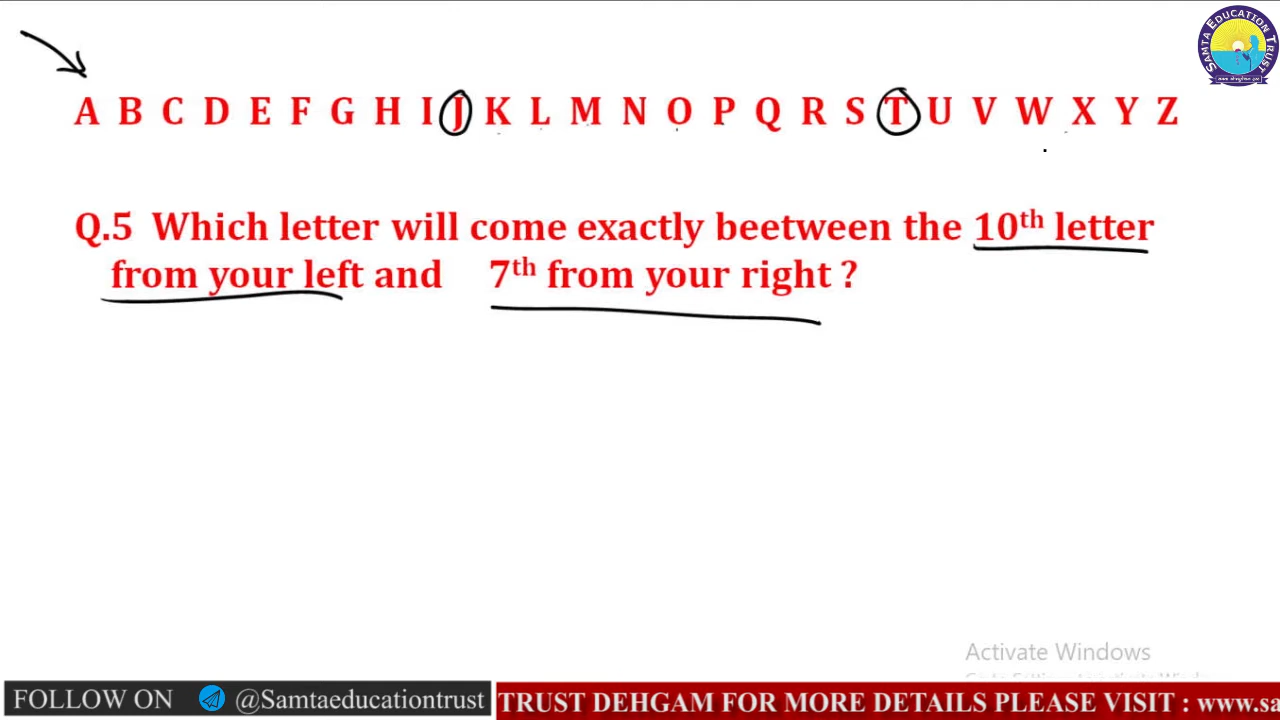 SAMTA EDUCATION TRUST
A B C D E F G H I J K L M N O P Q R S T U V W X Y Z
Q.5 Which letter will come exactly beetween the 10th letter
from your left and 7th from your right ?
Activate Windows
FOLLOW ON @Samtaeducationtrust TRUST DEHGAM FOR MORE DETAILS PLEASE VISIT : www.sa